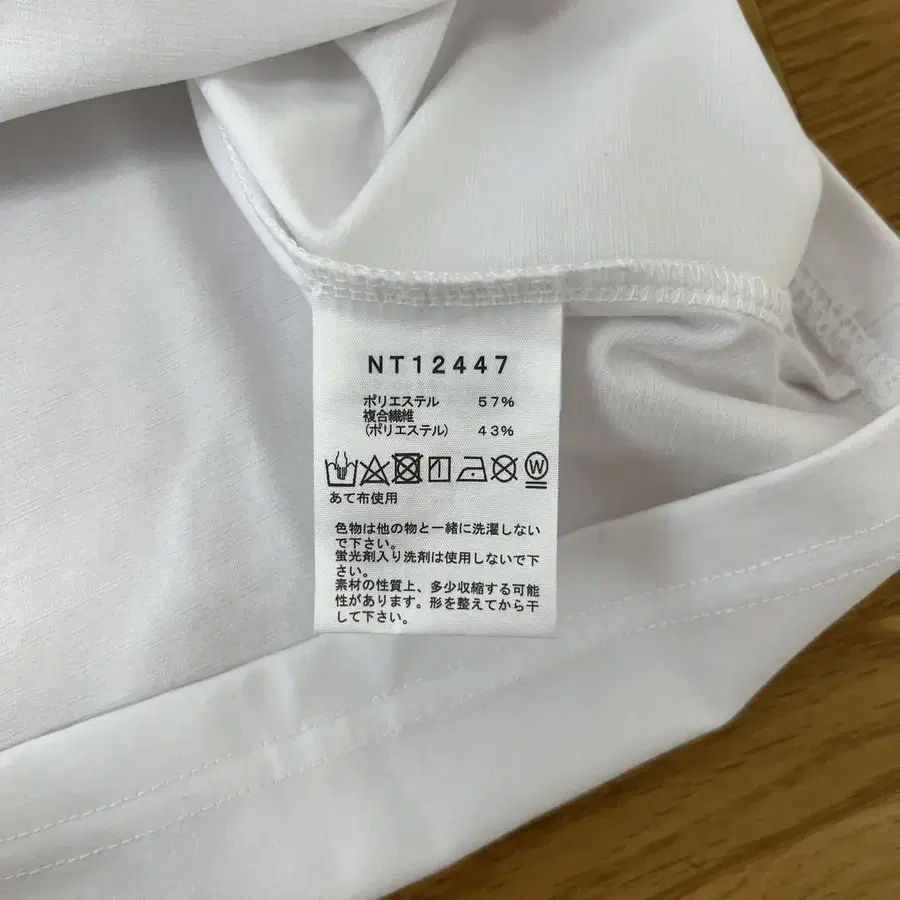 NT12447
ポリエステル 57%
複合繊維
(ポリエステル) 43%
W
あて布使用
色物は他の物と一緒に洗濯しない
で下さい。
蛍光剤入り洗剤は使用しないで下
さい。
素材の性質上、多少収縮する可能
性があります。形を整えてから干
して下さい。